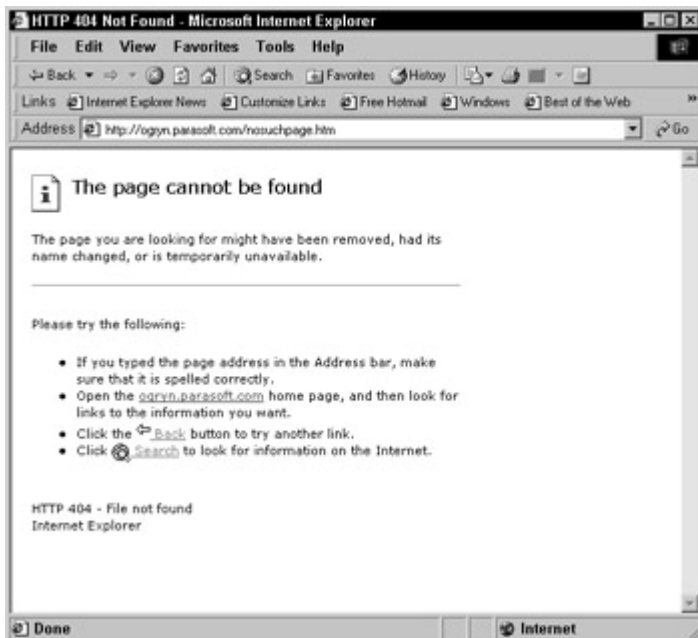 HTTP 404 Not Found - Microsoft Internet Explorer
File Edit View Favorites Tools Help
Back Search Favorites History
Links Internet Explorer News Customize Links Free Hotmail Windows Best of the Web »
Address http://ogryn.parasoft.com/nosuchpage.htm Go
The page cannot be found
The page you are looking for might have been removed, had its
name changed, or is temporarily unavailable.
Please try the following:
If you typed the page address in the Address bar, make
sure that it is spelled correctly.
Open the ogryn.parasoft.com home page, and then look for
links to the information you want.
Click the Back button to try another link.
Click Search to look for information on the Internet.
HTTP 404 - File not found
Internet Explorer
Done Internet